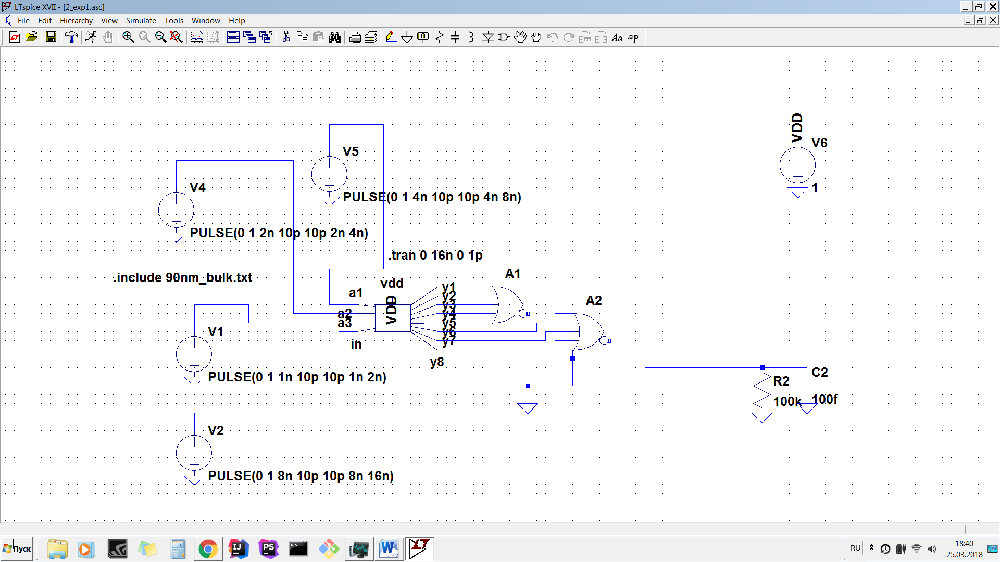 LTspice XVII - [2_exp1.asc]
File Edit Hierarchy View Simulate Tools Window Help
VDD
V6
1
V5
PULSE(0 1 4n 10p 10p 4n 8n)
V4
PULSE(0 1 2n 10p 10p 2n 4n)
.tran 0 16n 0 1p
.include 90nm_bulk.txt
A1
vdd
a1
y1
y2
y3
y4
y5
y6
y7
y8
VDD
a2
a3
in
A2
V1
PULSE(0 1 1n 10p 10p 1n 2n)
C2
100f
R2
100k
V2
PULSE(0 1 8n 10p 10p 8n 16n)
Пуск
IJ
PS
W
RU
18:40
25.03.2018